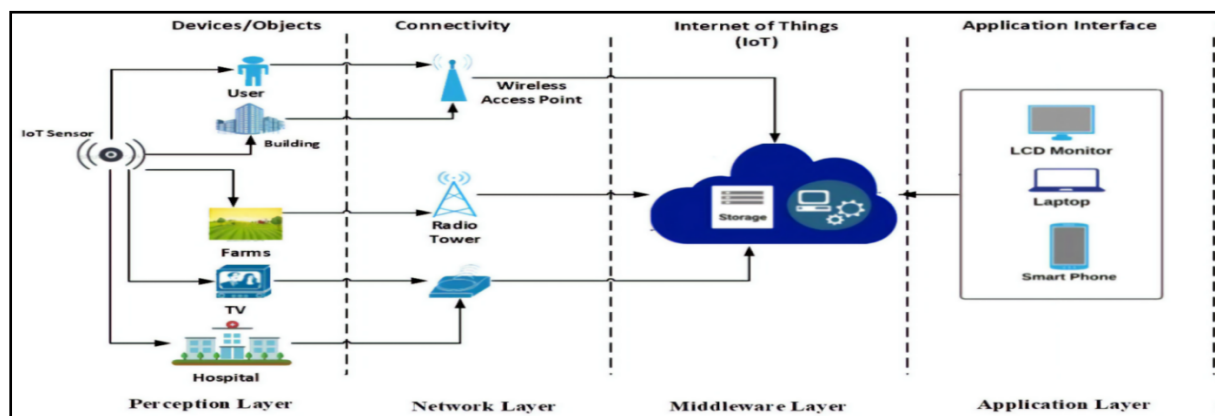 Devices/Objects
Connectivity
Internet of Things
(IoT)
Application Interface
IoT Sensor
User
Building
Farms
TV
Hospital
Wireless
Access Point
Radio
Tower
Storage
LCD Monitor
Laptop
Smart Phone
Perception Layer
Network Layer
Middleware Layer
Application Layer